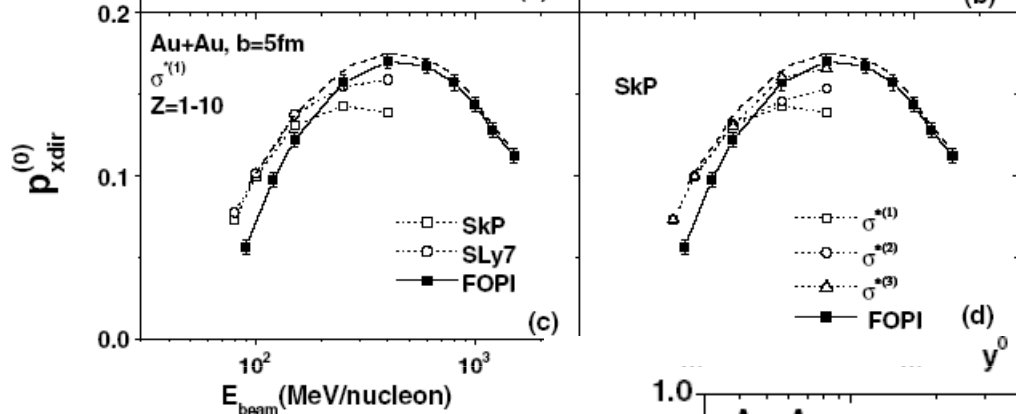 (b)
0.2
Au+Au, b=5fm
σ*(1)
Z=1-10
SkP
p(0)xdir
0.1
SkP
SLy7
FOPI
σ*(1)
σ*(2)
σ*(3)
FOPI
(c)
(d)
0.0
y0
10²
10³
Ebeam(MeV/nucleon)
1.0